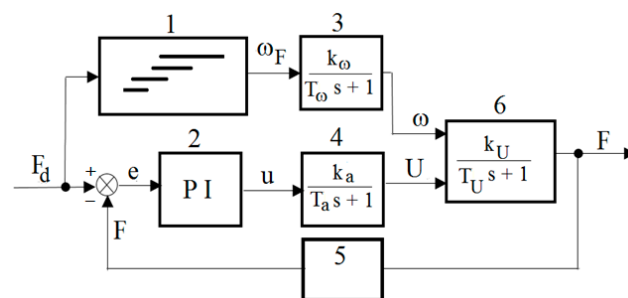 1
3
ω_F
k_ω
T_ω s + 1
6
ω
2
4
F_d
+
−
e
P I
u
k_a
T_a s + 1
U
k_U
T_U s + 1
F
F
5